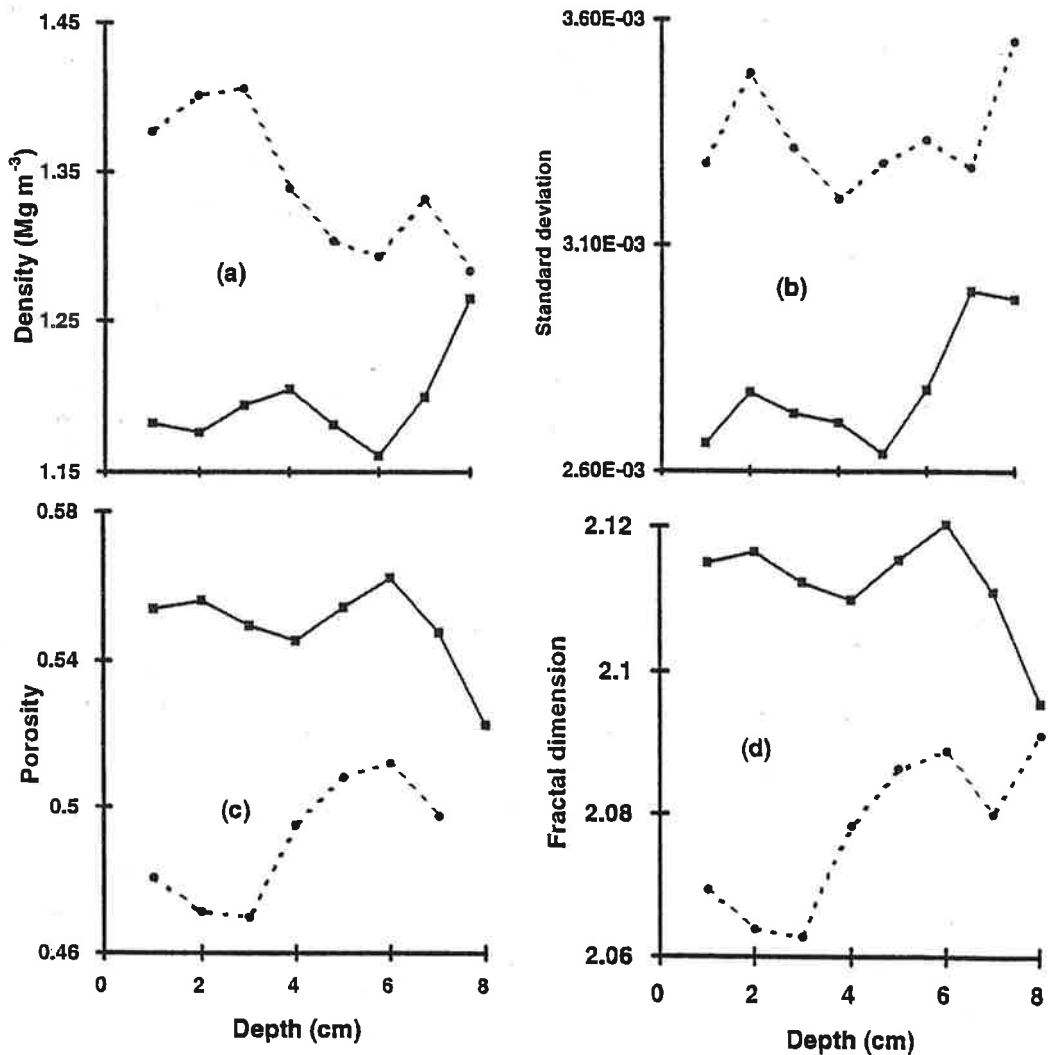 1.45
1.35
1.25
1.15
Density (Mg m⁻³)
(a)
3.60E-03
3.10E-03
2.60E-03
Standard deviation
(b)
0.58
0.54
0.5
0.46
Porosity
(c)
0 2 4 6 8
Depth (cm)
2.12
2.1
2.08
2.06
Fractal dimension
(d)
0 2 4 6 8
Depth (cm)